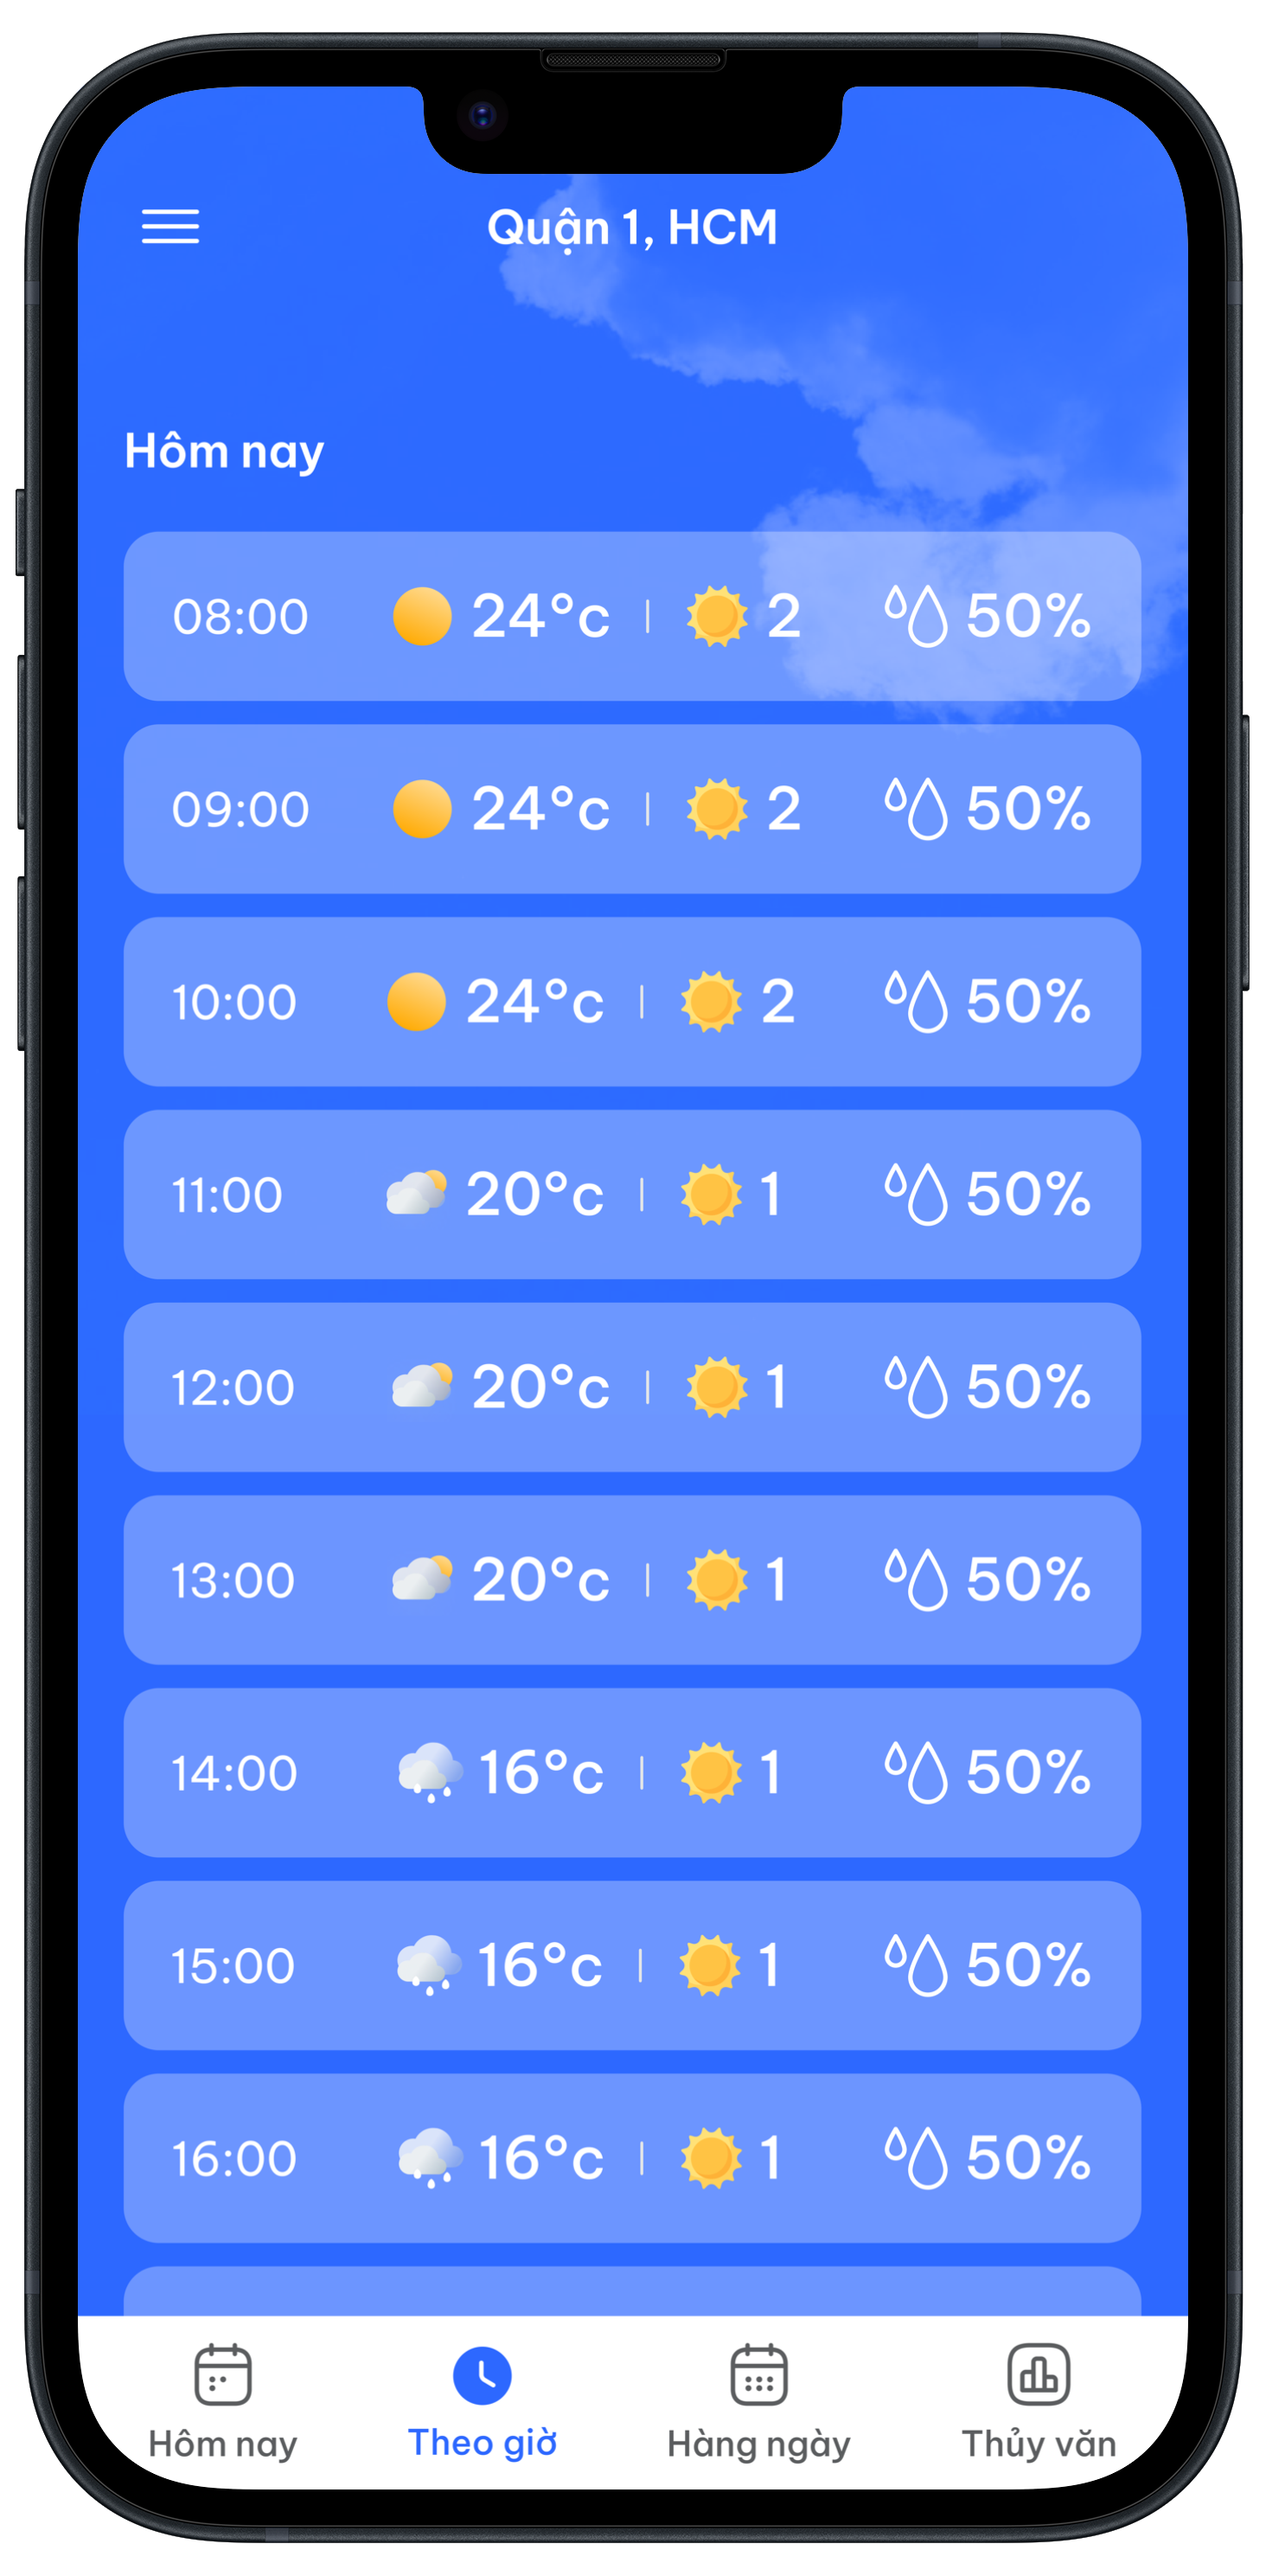 Quận 1, HCM
Hôm nay
08:00 24°c | 2 50%
09:00 24°c | 2 50%
10:00 24°c | 2 50%
11:00 20°c | 1 50%
12:00 20°c | 1 50%
13:00 20°c | 1 50%
14:00 16°c | 1 50%
15:00 16°c | 1 50%
16:00 16°c | 1 50%
Hôm nay Theo giờ Hàng ngày Thủy văn